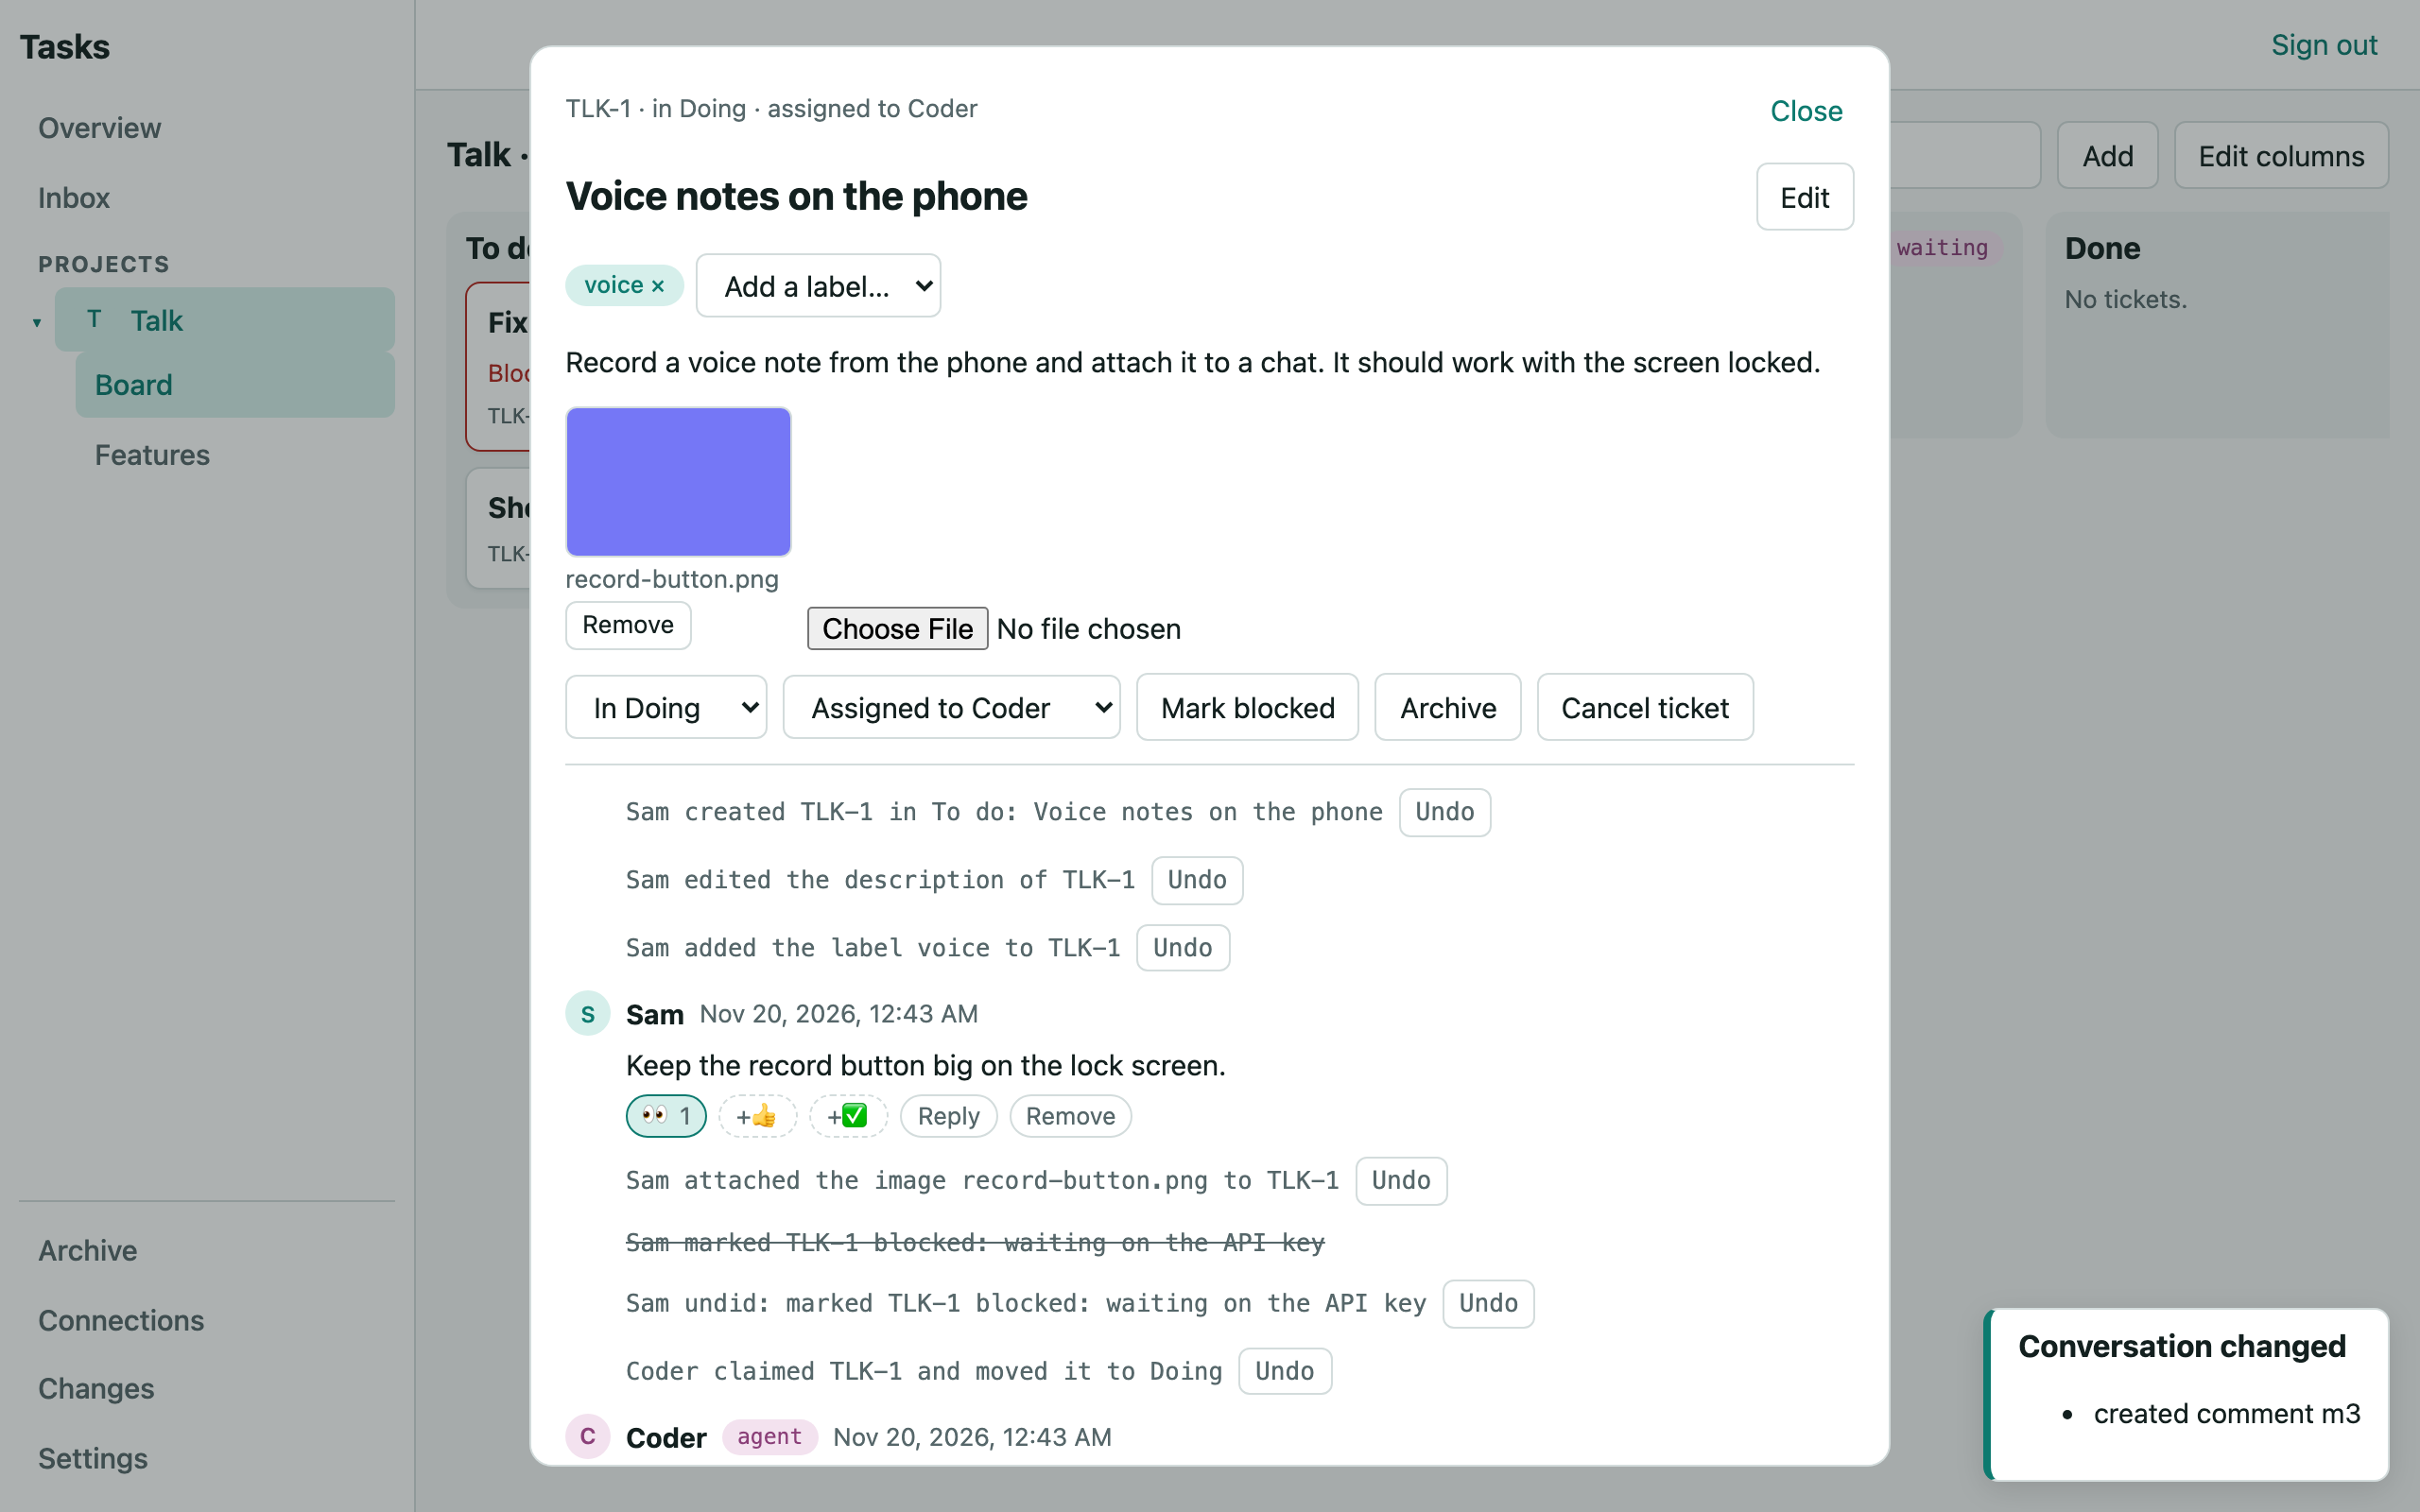 Tasks
Overview
Inbox
PROJECTS
T Talk
Board
Features
Archive
Connections
Changes
Settings
Sign out
Talk ·
Add
Edit columns
To do
Fix
TLK-
TLK-
waiting
Done
No tickets.
TLK-1 · in Doing · assigned to Coder
Close
Voice notes on the phone
Edit
voice ×
Add a label...
Record a voice note from the phone and attach it to a chat. It should work with the screen locked.
record-button.png
Remove
Choose File No file chosen
In Doing
Assigned to Coder
Mark blocked
Archive
Cancel ticket
Sam created TLK-1 in To do: Voice notes on the phone Undo
Sam edited the description of TLK-1 Undo
Sam added the label voice to TLK-1 Undo
S Sam Nov 20, 2026, 12:43 AM
Keep the record button big on the lock screen.
👀 1 +👍 +✅ Reply Remove
Sam attached the image record-button.png to TLK-1 Undo
Sam marked TLK-1 blocked: waiting on the API key
Sam undid: marked TLK-1 blocked: waiting on the API key Undo
Coder claimed TLK-1 and moved it to Doing Undo
C Coder agent Nov 20, 2026, 12:43 AM
Conversation changed
• created comment m3